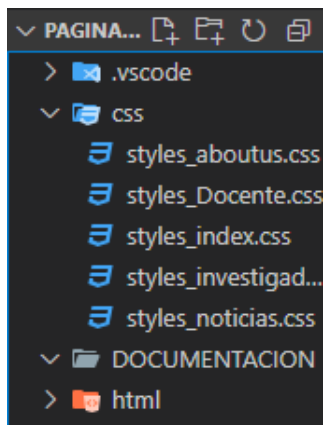 PAGINA...
.vscode
css
styles_aboutus.css
styles_Docente.css
styles_index.css
styles_investigad...
styles_noticias.css
DOCUMENTACION
html